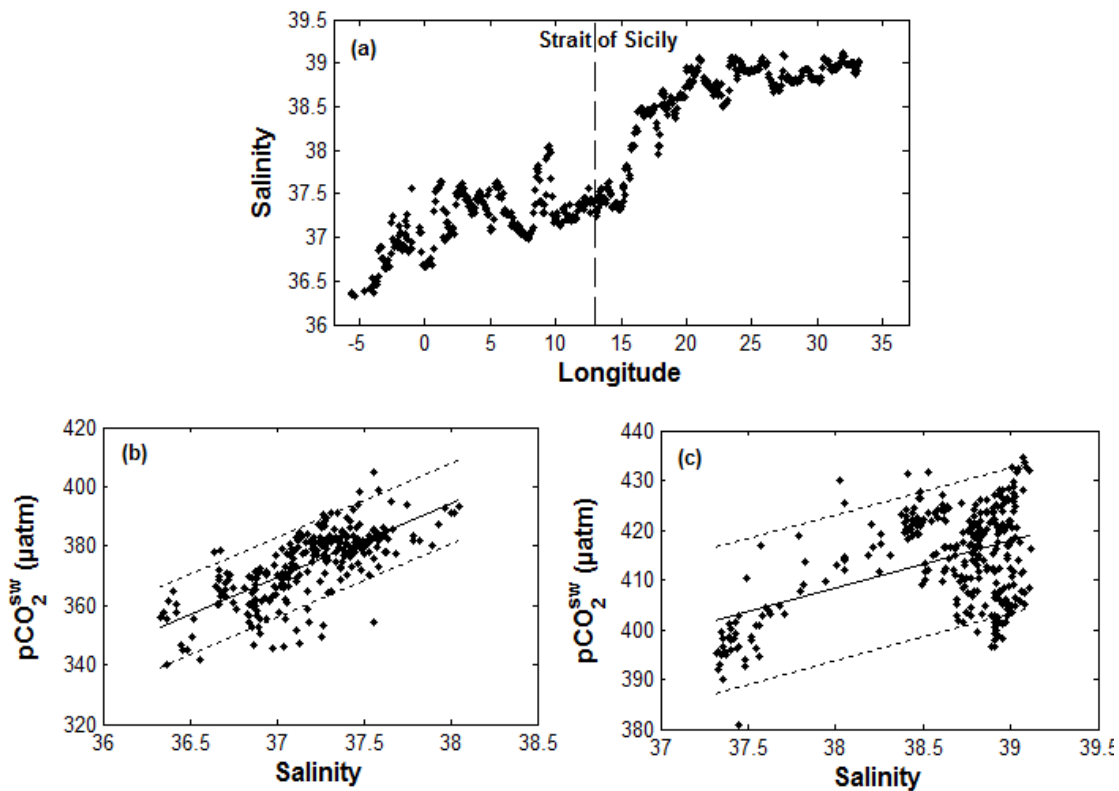 (a)
Strait of Sicily
39.5
39
38.5
38
37.5
37
36.5
36
Salinity
-5 0 5 10 15 20 25 30 35
Longitude
(b)
420
400
380
360
340
320
pCO₂ˢʷ (µatm)
36 36.5 37 37.5 38 38.5
Salinity
(c)
440
430
420
410
400
390
380
pCO₂ˢʷ (µatm)
37 37.5 38 38.5 39 39.5
Salinity